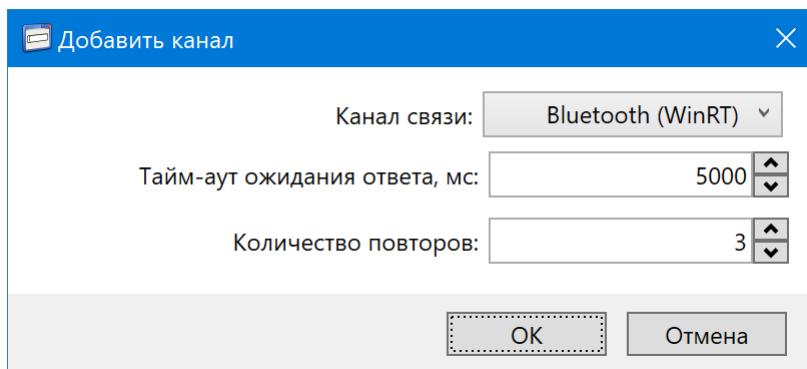 Добавить канал
Канал связи: Bluetooth (WinRT)
Тайм-аут ожидания ответа, мс: 5000
Количество повторов: 3
OK Отмена